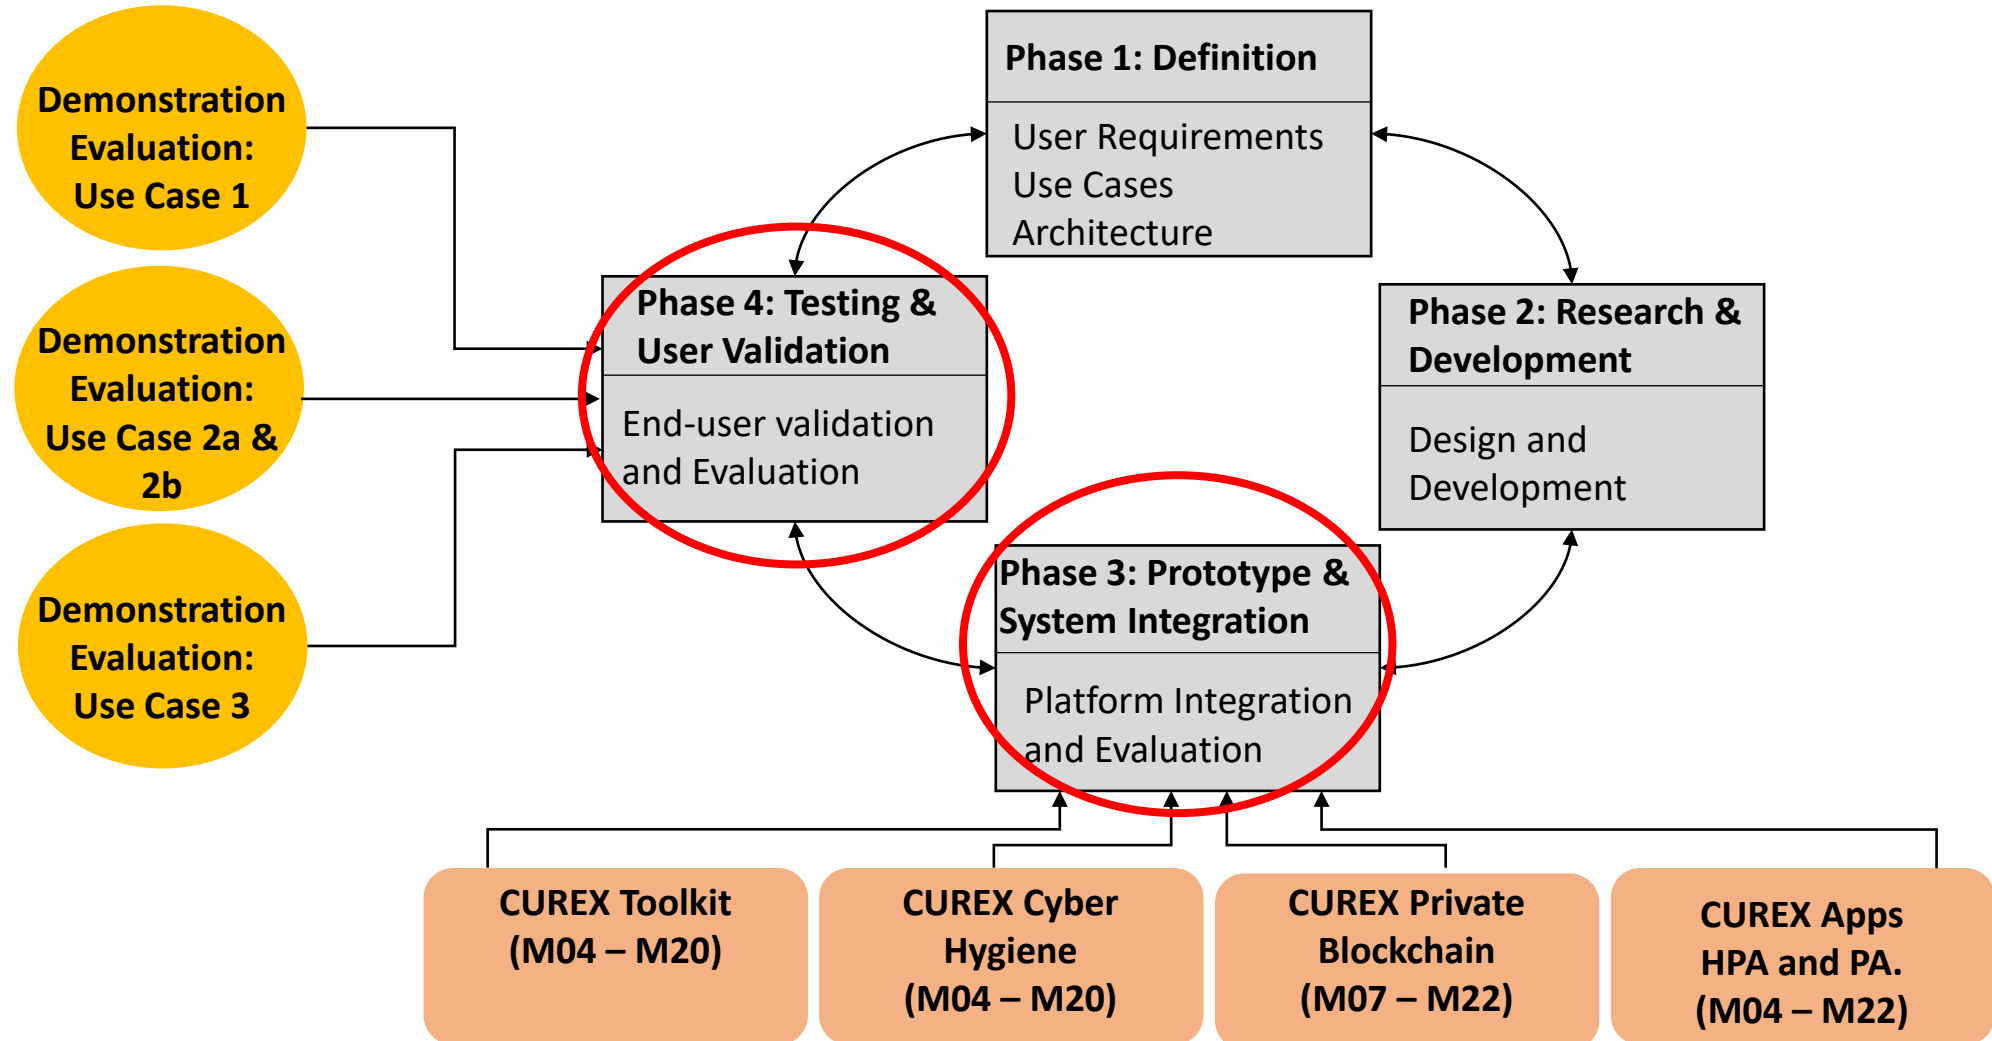 Demonstration
Evaluation:
Use Case 1
Demonstration
Evaluation:
Use Case 2a &
2b
Demonstration
Evaluation:
Use Case 3
Phase 1: Definition
User Requirements
Use Cases
Architecture
Phase 4: Testing &
User Validation
End-user validation
and Evaluation
Phase 2: Research &
Development
Design and
Development
Phase 3: Prototype &
System Integration
Platform Integration
and Evaluation
CUREX Toolkit
(M04 – M20)
CUREX Cyber
Hygiene
(M04 – M20)
CUREX Private
Blockchain
(M07 – M22)
CUREX Apps
HPA and PA.
(M04 – M22)